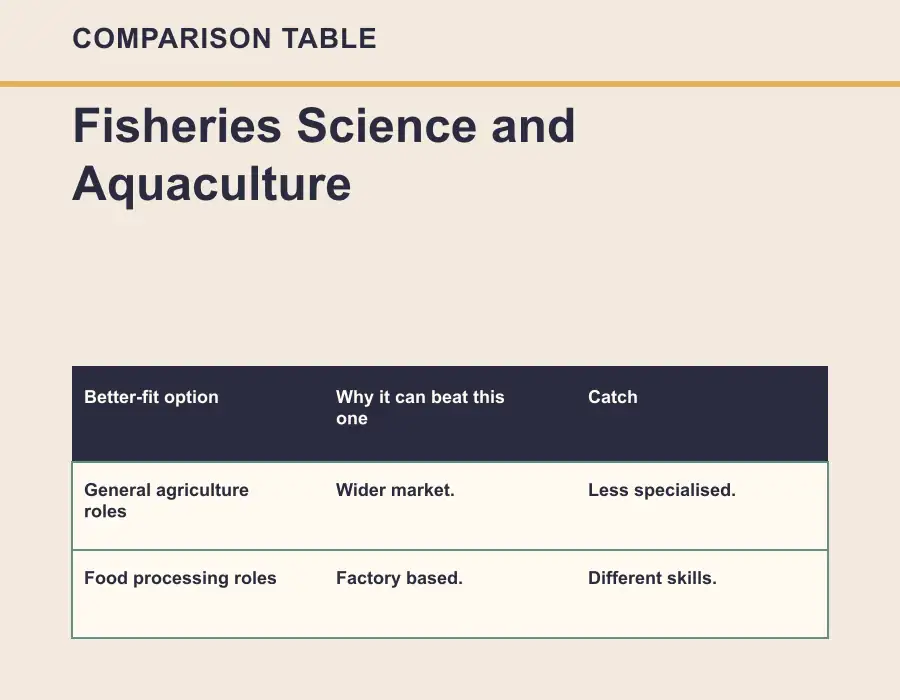 COMPARISON TABLE
Fisheries Science and
Aquaculture
Better-fit option
Why it can beat this
one
Catch
General agriculture
roles
Wider market.
Less specialised.
Food processing roles
Factory based.
Different skills.